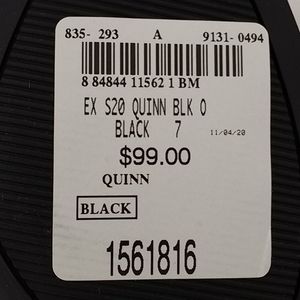 835- 293 A 9131-0494
8 84844 11562 1 BM
EX S20 QUINN BLK O
BLACK 7 11/04/20
$99.00
QUINN
BLACK
1561816